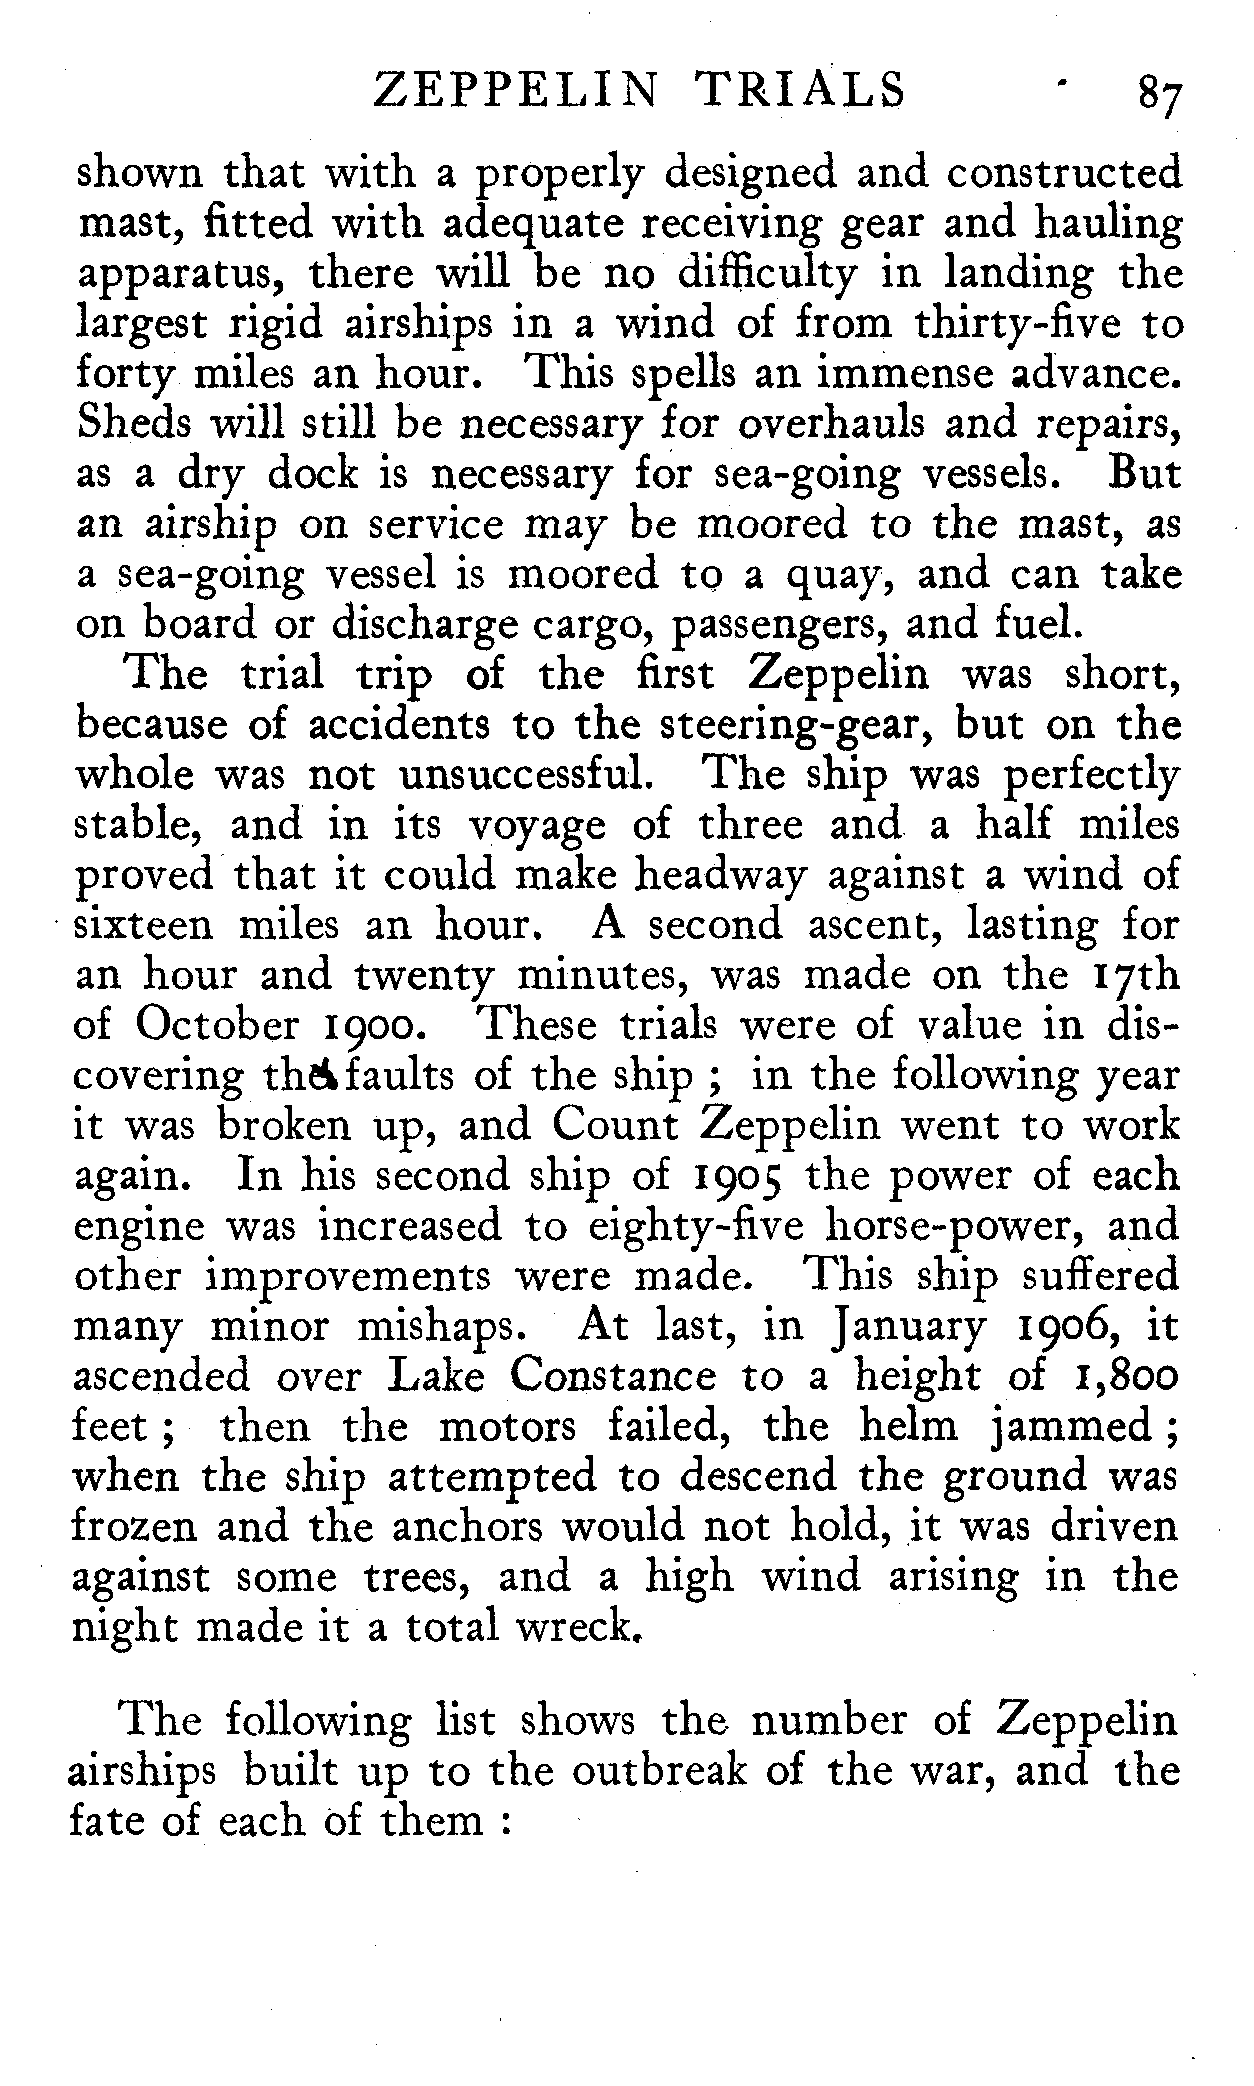 ZEPPELIN TRIALS 87
shown that with a properly designed and constructed
mast, fitted with adequate receiving gear and hauling
apparatus, there will be no difficulty in landing the
largest rigid airships in a wind of from thirty-five to
forty miles an hour. This spells an immense advance.
Sheds will still be necessary for overhauls and repairs,
as a dry dock is necessary for sea-going vessels. But
an airship on service may be moored to the mast, as
a sea-going vessel is moored to a quay, and can take
on board or discharge cargo, passengers, and fuel.
The trial trip of the first Zeppelin was short,
because of accidents to the steering-gear, but on the
whole was not unsuccessful. The ship was perfectly
stable, and in its voyage of three and a half miles
proved that it could make headway against a wind of
sixteen miles an hour. A second ascent, lasting for
an hour and twenty minutes, was made on the 17th
of October 1900. These trials were of value in dis-
covering the faults of the ship ; in the following year
it was broken up, and Count Zeppelin went to work
again. In his second ship of 1905 the power of each
engine was increased to eighty-five horse-power, and
other improvements were made. This ship suffered
many minor mishaps. At last, in January 1906, it
ascended over Lake Constance to a height of 1,800
feet ; then the motors failed, the helm jammed ;
when the ship attempted to descend the ground was
frozen and the anchors would not hold, it was driven
against some trees, and a high wind arising in the
night made it a total wreck.
The following list shows the number of Zeppelin
airships built up to the outbreak of the war, and the
fate of each of them :